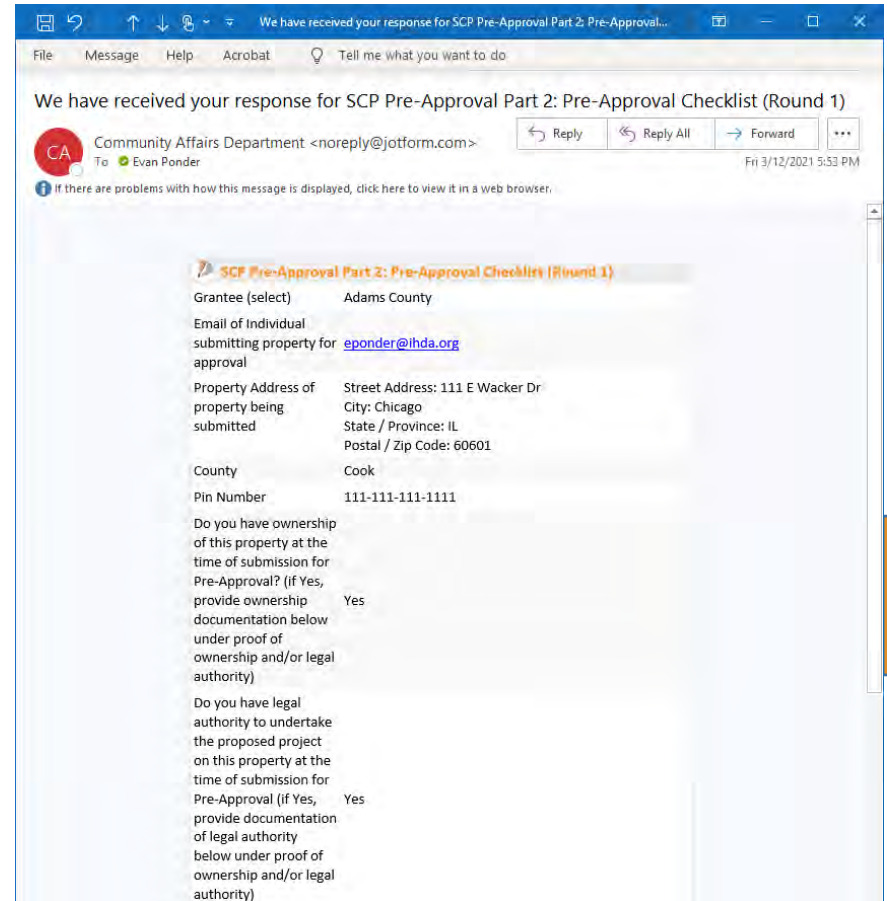 We have received your response for SCP Pre-Approval Part 2: Pre-Approval...
File Message Help Acrobat Tell me what you want to do
We have received your response for SCP Pre-Approval Part 2: Pre-Approval Checklist (Round 1)
CA
Community Affairs Department <noreply@jotform.com>
Reply Reply All Forward
To Evan Ponder
Fri 3/12/2021 5:53 PM
If there are problems with how this message is displayed, click here to view it in a web browser.
SCP Pre-Approval Part 2: Pre-Approval Checklist (Round 1)
Grantee (select) Adams County
Email of Individual
submitting property for eponder@ihda.org
approval
Property Address of Street Address: 111 E Wacker Dr
property being City: Chicago
submitted State / Province: IL
Postal / Zip Code: 60601
County Cook
Pin Number 111-111-111-1111
Do you have ownership
of this property at the
time of submission for
Pre-Approval? (if Yes,
provide ownership Yes
documentation below
under proof of
ownership and/or legal
authority)
Do you have legal
authority to undertake
the proposed project
on this property at the
time of submission for
Pre-Approval (if Yes, Yes
provide documentation
of legal authority
below under proof of
ownership and/or legal
authority)